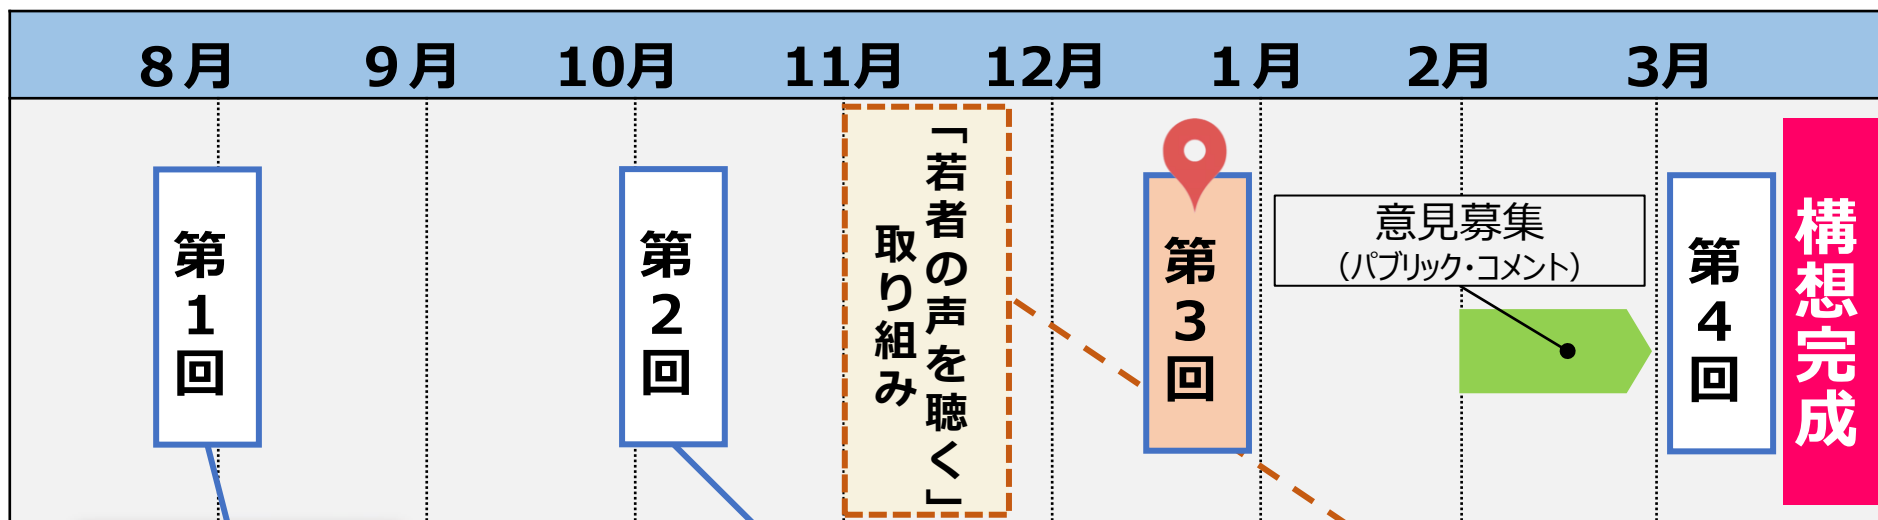 ８月 ９月 10月 11月 12月 １月 2月 3月
第１回
第２回
「若者の声を聴く」
取り組み
第３回
意見募集
（パブリック・コメント）
第４回
構想完成